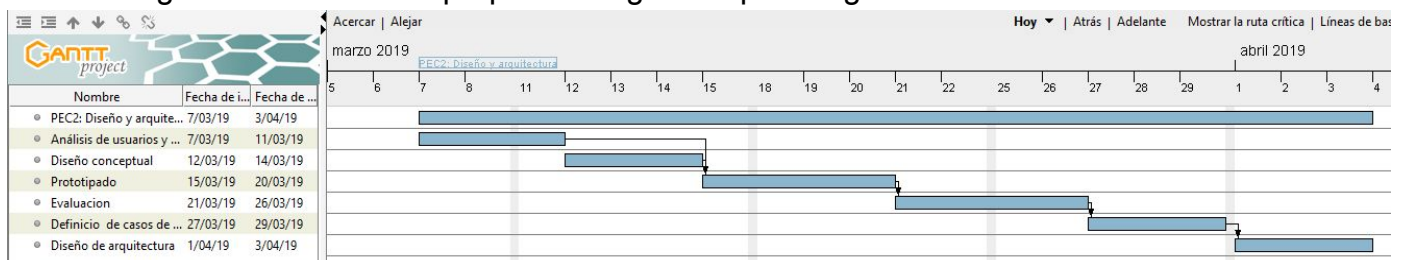 Acercar | Alejar Hoy ▼ | Atrás | Adelante Mostrar la ruta crítica | Líneas de bas
GANTT project
marzo 2019 abril 2019
PEC2: Diseño y arquitectura
5 6 7 8 11 12 13 14 15 18 19 20 21 22 25 26 27 28 29 1 2 3 4
Nombre Fecha de i... Fecha de ...
PEC2: Diseño y arquite... 7/03/19 3/04/19
Análisis de usuarios y ... 7/03/19 11/03/19
Diseño conceptual 12/03/19 14/03/19
Prototipado 15/03/19 20/03/19
Evaluacion 21/03/19 26/03/19
Definicio de casos de ... 27/03/19 29/03/19
Diseño de arquitectura 1/04/19 3/04/19